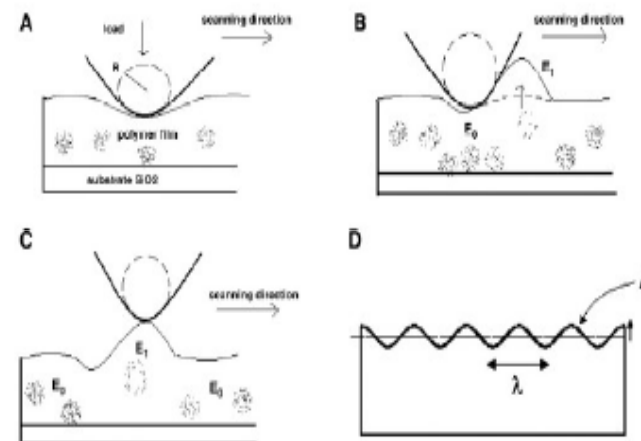 A
load
scanning direction
R
polymer film
substrate SiO2
B
scanning direction
E1
E0
C
scanning direction
E1
E0
E0
D
λ